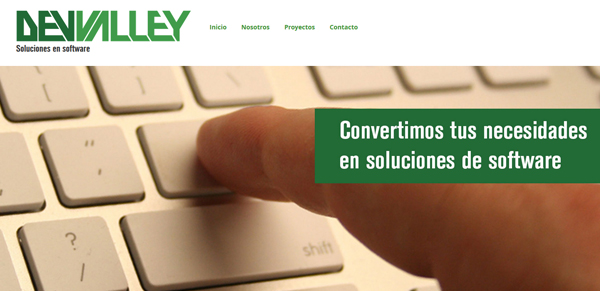 DEVVALLEY
Soluciones en software
Inicio Nosotros Proyectos Contacto
Convertimos tus necesidades
en soluciones de software
?
/
shift